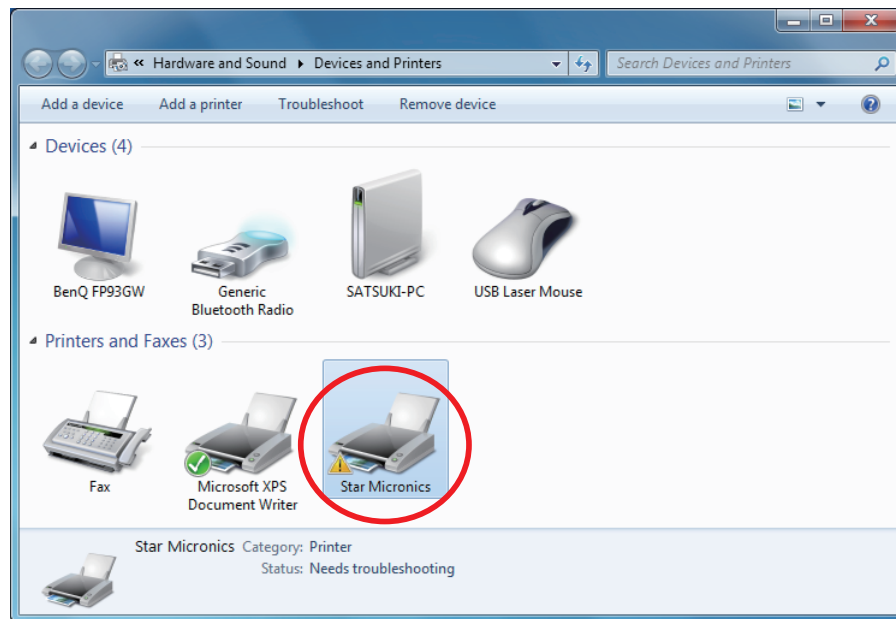 « Hardware and Sound ▸ Devices and Printers
Search Devices and Printers
Add a device Add a printer Troubleshoot Remove device
Devices (4)
BenQ FP93GW
Generic
Bluetooth Radio
SATSUKI-PC
USB Laser Mouse
Printers and Faxes (3)
Fax
Microsoft XPS
Document Writer
Star Micronics
Star Micronics Category: Printer
Status: Needs troubleshooting